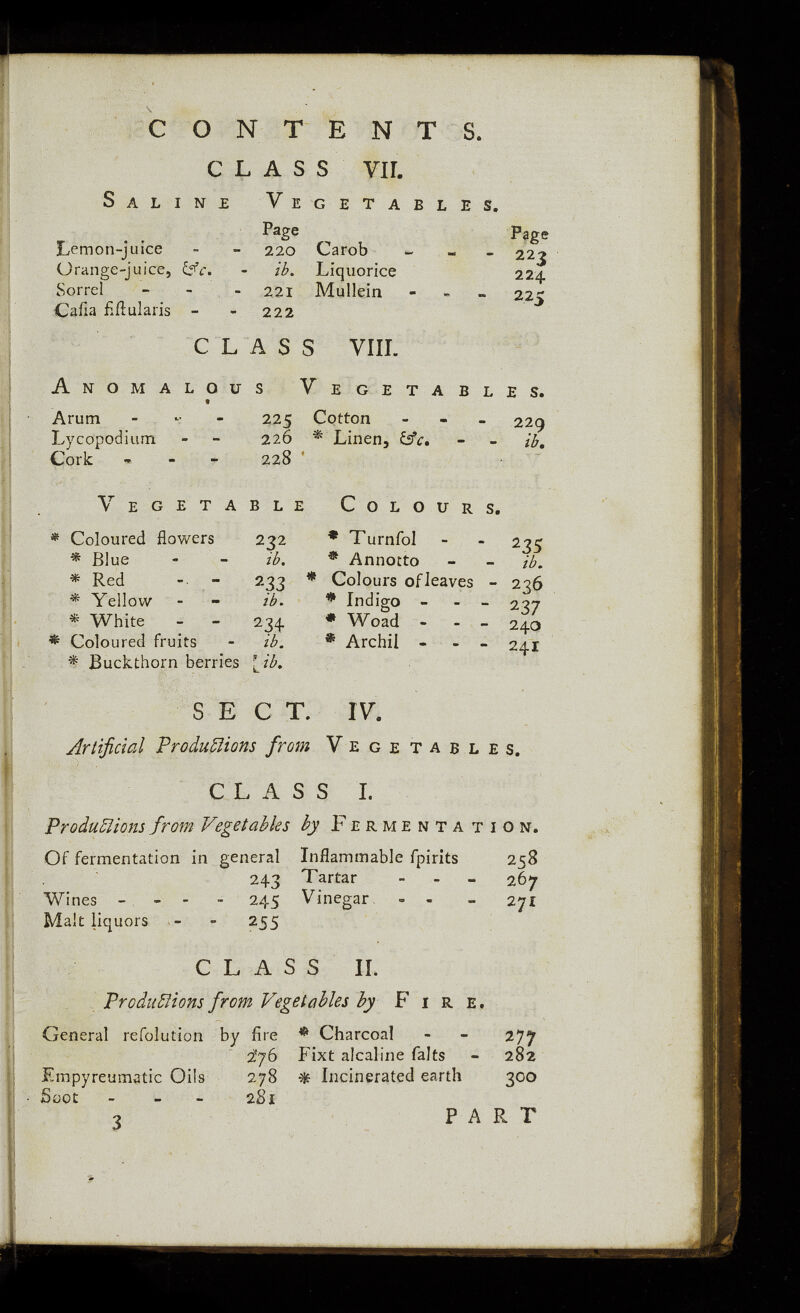 CONTENTS.
CLASS VII.
SALINE VEGETABLES.
Page Page
Lemon-juice - - 220 Carob - - - 223
Orange-juice, &c. - ib. Liquorice 224
Sorrel - - - 221 Mullein - - - 225
Caſia fiſtularis - - 222
CLASS VIII.
ANOMALOUS VEGETABLES.
Arum - - - 225 Cotton - - - 229
Lycopodium - - 226 * Linen, &c. - - ib.
Cork - - - 228
VEGETABLE COLOURS.
* Coloured flowers 232 * Turnſol - - 235
* Blue - - ib. * Annotto - - ib.
* Red - - 233 * Colours of leaves - 236
* Yellow - - ib. * Indigo - - - 237
* White - - 234 * Woad - - - 240
* Coloured fruits - ib. * Archil - - - 241
* Buckthorn berries [ib.
SECT. IV.
Artificial Productions from VEGETABLES.
CLASS I.
Productions from Vegetables by FERMENTATION.
Of fermentation in general Inflammable ſpirits 258
243 Tartar - - - 267
Wines - - - - 245 Vinegar - - - 271
Malt liquors - - 255
CLASS II.
Productions from Vegetables by FIRE.
General reſolution by fire * Charcoal - - 277
276 Fixt alcaline ſalts - 282
Empyreumatic Oils 278 * Incinerated earth 300
Soot - - - 281
3 PART